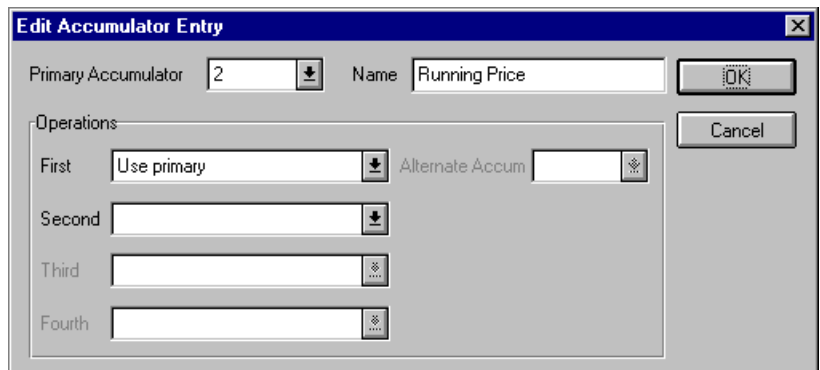 Edit Accumulator Entry
Primary Accumulator 2 Name Running Price OK
Operations Cancel
First Use primary Alternate Accum
Second
Third
Fourth